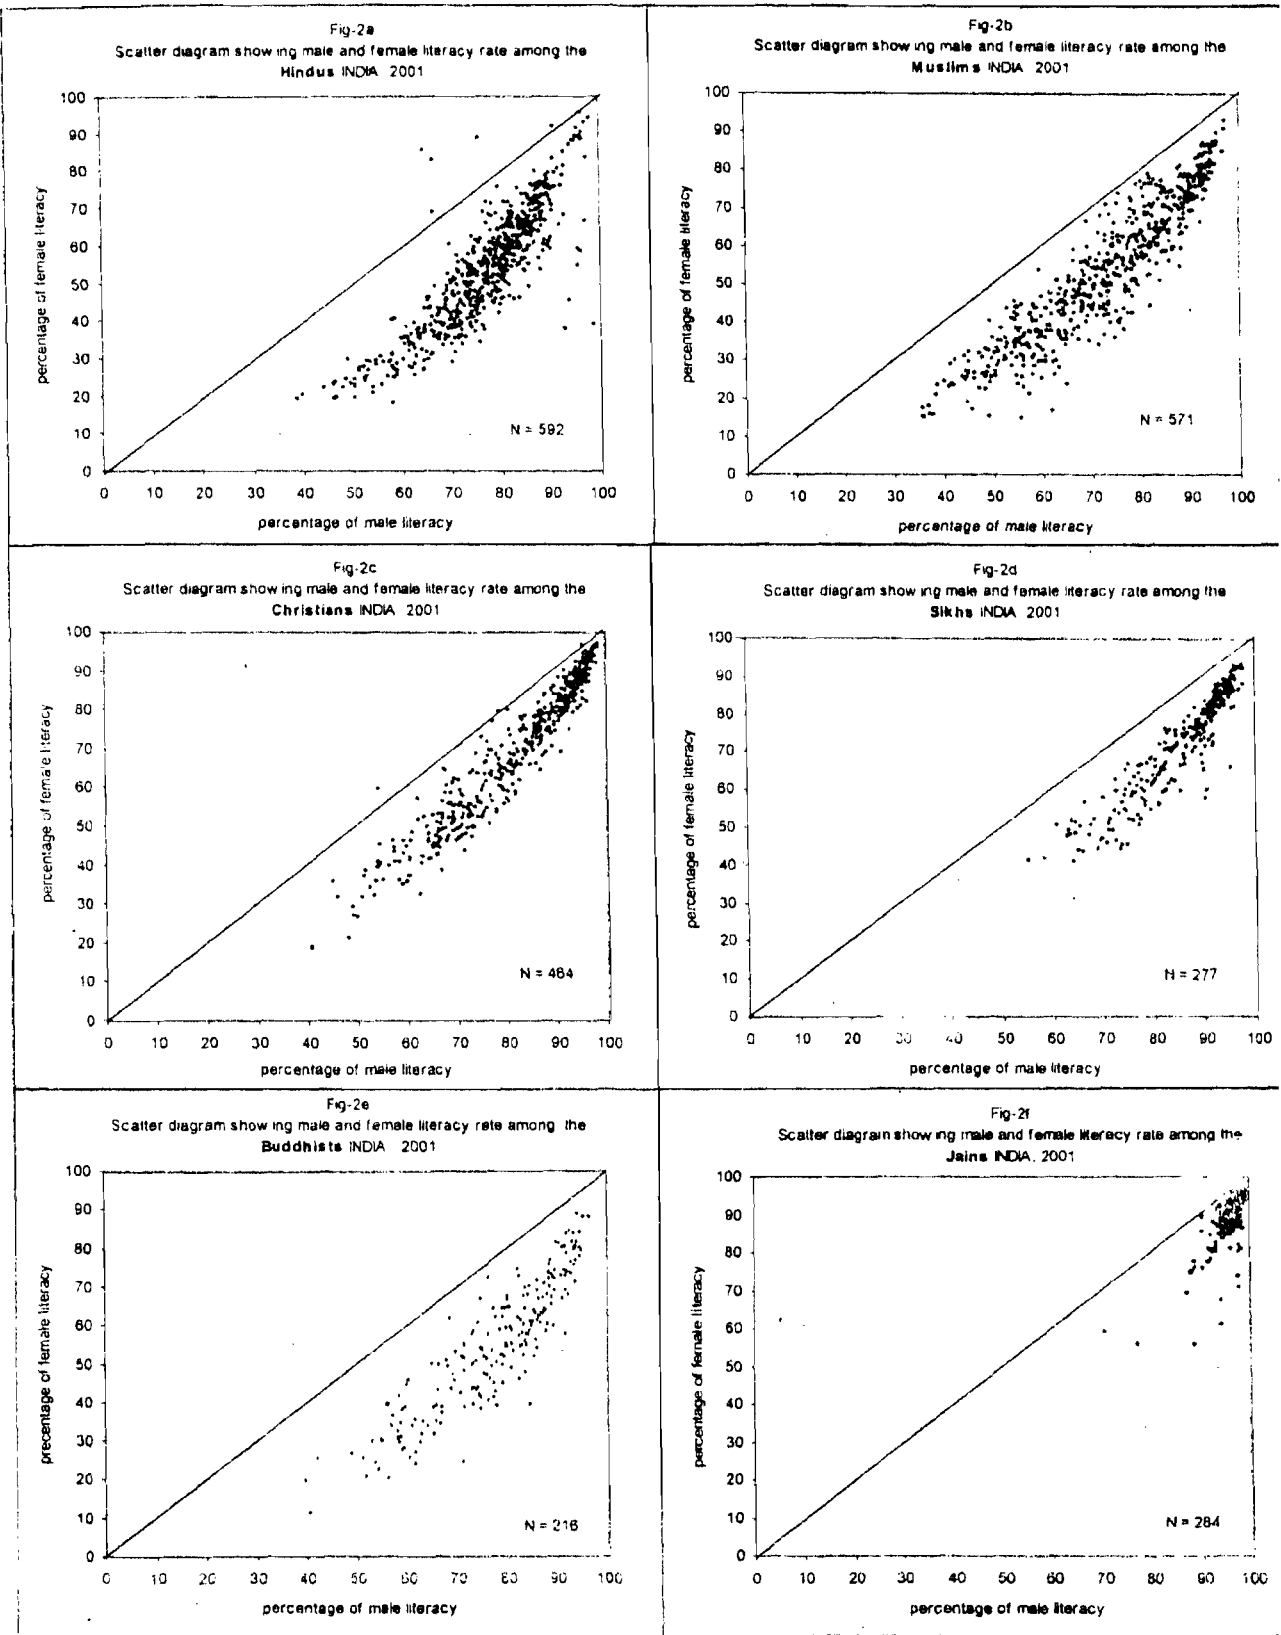 Fig-2a
Scatter diagram show ing male and female literacy rate among the
Hindus INDIA 2001
100
90
80
70
60
50
40
30
20
10
0
percentage of female literacy
N = 592
0 10 20 30 40 50 60 70 80 90 100
percentage of male literacy
Fig-2b
Scatter diagram show ing male and female literacy rate among the
Muslims INDIA 2001
100
90
80
70
60
50
40
30
20
10
0
percentage of female literacy
N = 571
0 10 20 30 40 50 60 70 80 90 100
percentage of male literacy
Fig-2c
Scatter diagram show ing male and female literacy rate among the
Christians INDIA 2001
100
90
80
70
60
50
40
30
20
10
0
percentage of female literacy
N = 464
0 10 20 30 40 50 60 70 80 90 100
percentage of male literacy
Fig-2d
Scatter diagram show ing male and female literacy rate among the
Sikhs INDIA 2001
100
90
80
70
60
50
40
30
20
10
0
percentage of female literacy
N = 277
0 10 20 30 40 50 60 70 80 90 100
percentage of male literacy
Fig-2e
Scatter diagram show ing male and female literacy rate among the
Buddhists INDIA 2001
100
90
80
70
60
50
40
30
20
10
0
precentage of female literacy
N = 216
0 10 20 30 40 50 60 70 80 90 100
percentage of male literacy
Fig-2f
Scatter diagram show ing male and female literacy rate among the
Jains INDIA. 2001
100
90
80
70
60
50
40
30
20
10
0
percentage of female literacy
N = 284
0 10 20 30 40 50 60 70 80 90 100
percentage of male literacy